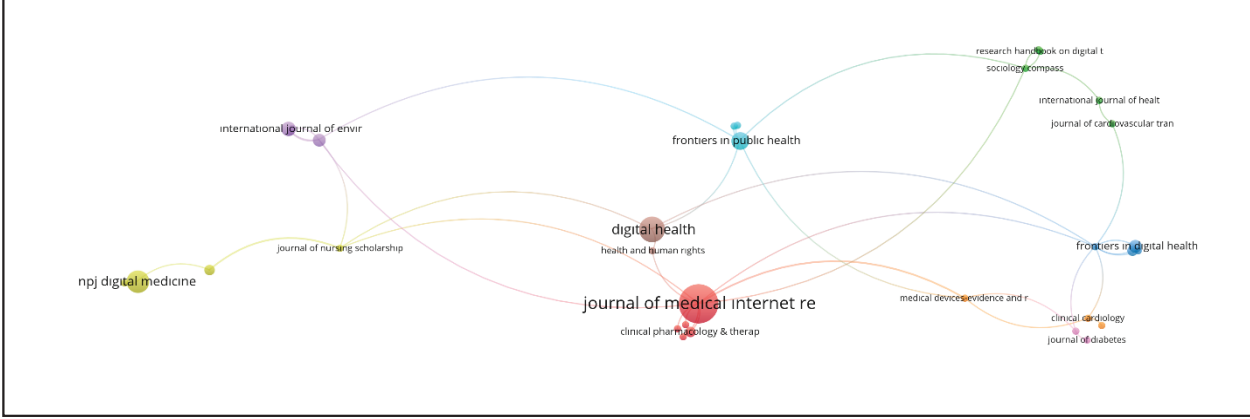 research handbook on digital t
sociology compass
international journal of healt
journal of cardiovascular tran
international journal of envir
frontiers in public health
digital health
health and human rights
journal of nursing scholarship
frontiers in digital health
npj digital medicine
journal of medical internet re
medical devices-evidence and r
clinical cardiology
clinical pharmacology & therap
journal of diabetes